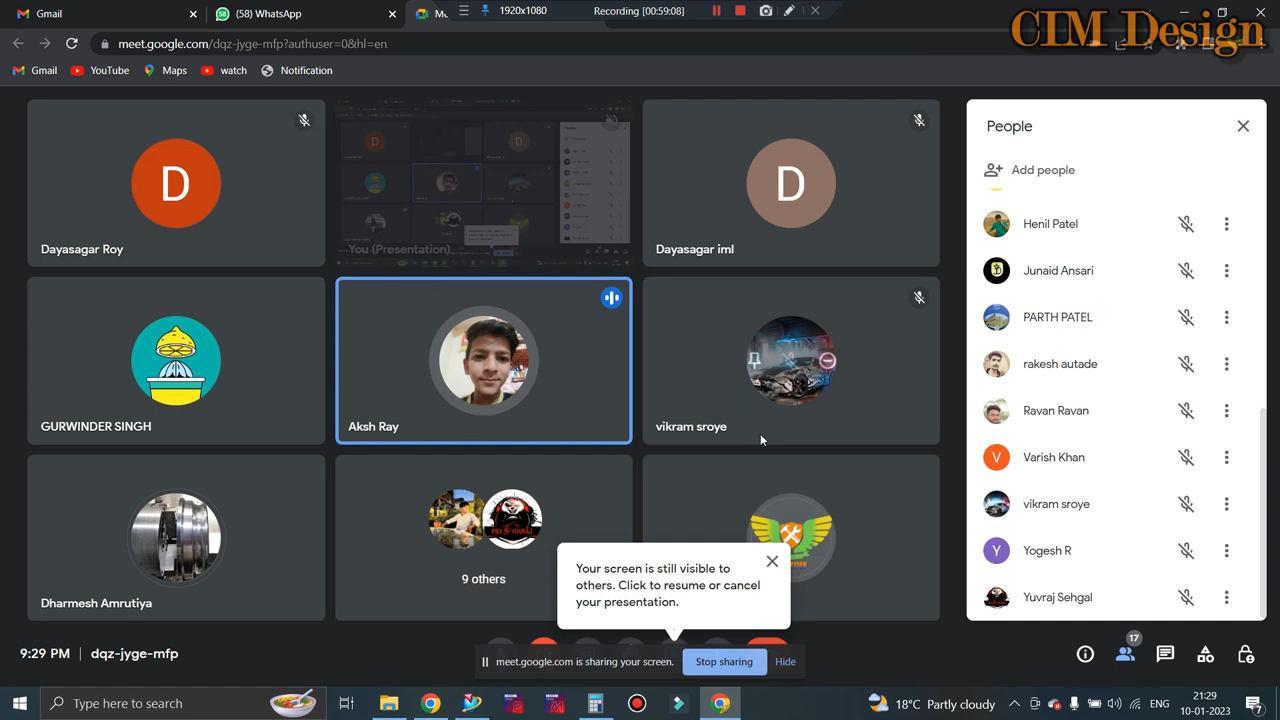 Gmail
(58) WhatsApp
Me
1920x1080
Recording [00:59:08]
CIM Design
meet.google.com/dqz-jyge-mfp?authuser=0&hl=en
Gmail
YouTube
Maps
watch
Notification
D
Dayasagar Roy
You (Presentation)
D
Dayasagar iml
GURWINDER SINGH
Aksh Ray
vikram sroye
Dharmesh Amrutiya
9 others
People
Add people
Henil Patel
Junaid Ansari
PARTH PATEL
rakesh autade
Ravan Ravan
V
Varish Khan
vikram sroye
Y
Yogesh R
Yuvraj Sehgal
Your screen is still visible to
others. Click to resume or cancel
your presentation.
9:29 PM
dqz-jyge-mfp
meet.google.com is sharing your screen.
Stop sharing
Hide
17
Type here to search
18°C Partly cloudy
ENG
21:29
10-01-2023
7